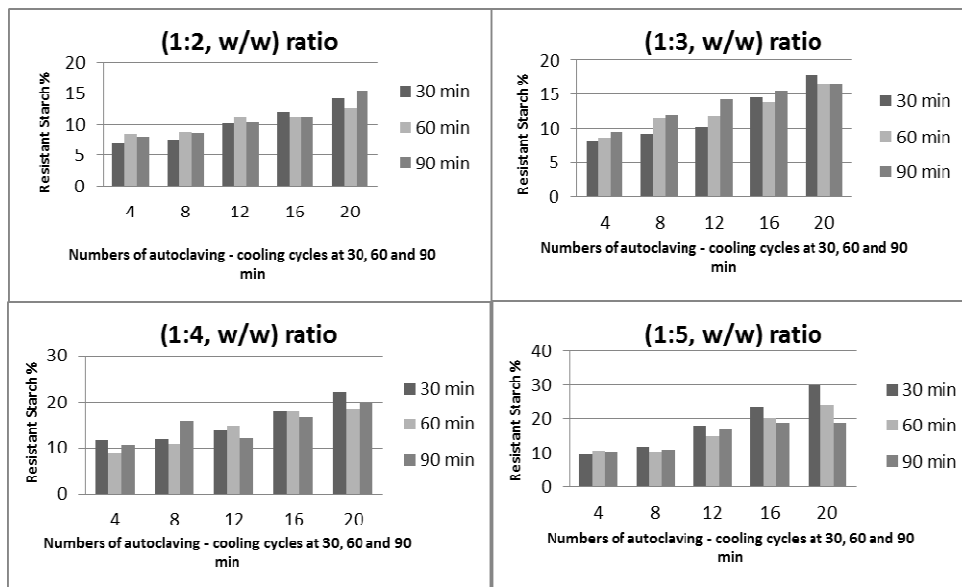 (1:2, w/w) ratio
Resistant Starch %
20
15
10
5
0
4 8 12 16 20
30 min
60 min
90 min
Numbers of autoclaving - cooling cycles at 30, 60 and 90
min
(1:3, w/w) ratio
Resistant Starch %
20
15
10
5
0
4 8 12 16 20
30 min
60 min
90 min
Numbers of autoclaving - cooling cycles at 30, 60 and 90
min
(1:4, w/w) ratio
Resistant Starch %
30
20
10
0
4 8 12 16 20
30 min
60 min
90 min
Numbers of autoclaving - cooling cycles at 30, 60 and 90
min
(1:5, w/w) ratio
Resistant Starch %
40
30
20
10
0
4 8 12 16 20
30 min
60 min
90 min
Numbers of autoclaving - cooling cycles at 30, 60 and 90
min